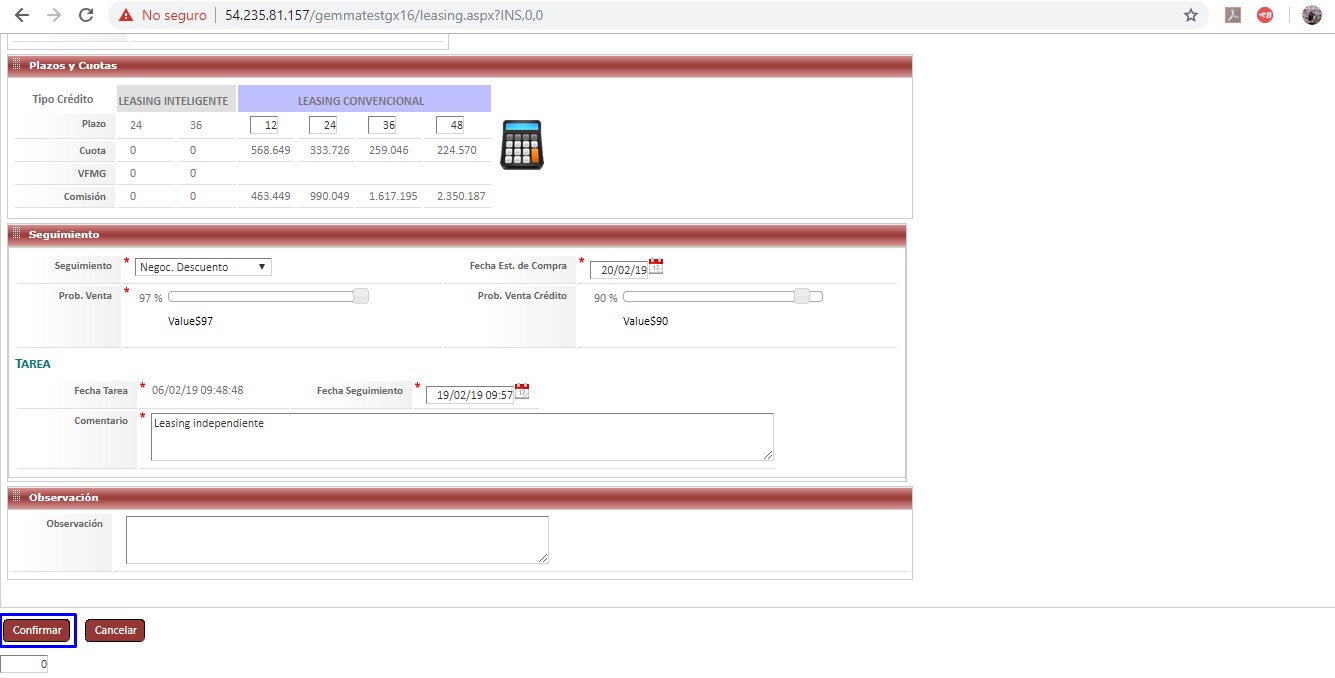 No seguro | 54.235.81.157/gemmatestgx16/leasing.aspx?INS,0,0
Plazos y Cuotas
Tipo Crédito LEASING INTELIGENTE LEASING CONVENCIONAL
Plazo 24 36 12 24 36 48
Cuota 0 0 568.649 333.726 259.046 224.570
VFMG 0 0
Comisión 0 0 463.449 990.049 1.617.195 2.350.187
Seguimiento
Seguimiento * Negoc. Descuento Fecha Est. de Compra * 20/02/19
Prob. Venta * 97 % Prob. Venta Crédito 90 %
Value$97 Value$90
TAREA
Fecha Tarea * 06/02/19 09:48:48 Fecha Seguimiento * 19/02/19 09:57
Comentario * Leasing independiente
Observación
Observación
Confirmar Cancelar
0